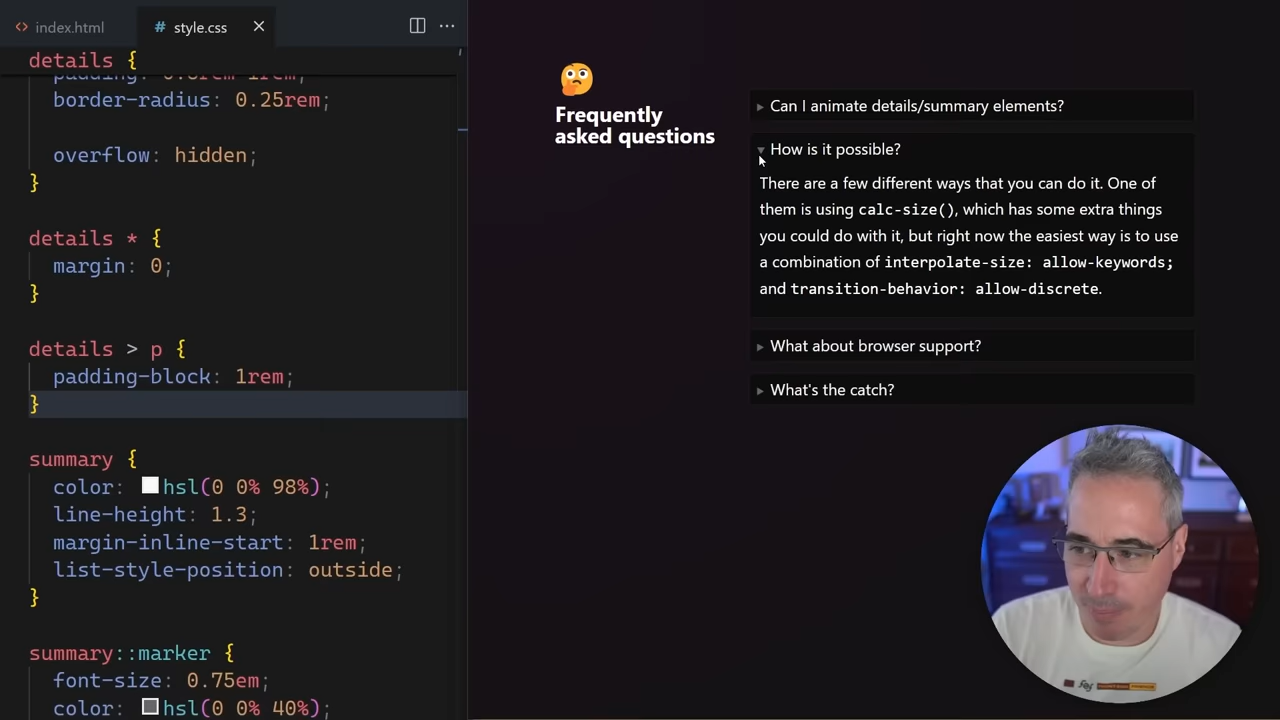 index.html
# style.css
details {
padding: 0.5rem 1rem;
border-radius: 0.25rem;
overflow: hidden;
}
details * {
margin: 0;
}
details > p {
padding-block: 1rem;
}
summary {
color: hsl(0 0% 98%);
line-height: 1.3;
margin-inline-start: 1rem;
list-style-position: outside;
}
summary::marker {
font-size: 0.75em;
color: hsl(0 0% 40%);
Frequently
asked questions
Can I animate details/summary elements?
How is it possible?
There are a few different ways that you can do it. One of
them is using calc-size(), which has some extra things
you could do with it, but right now the easiest way is to use
a combination of interpolate-size: allow-keywords;
and transition-behavior: allow-discrete.
What about browser support?
What's the catch?